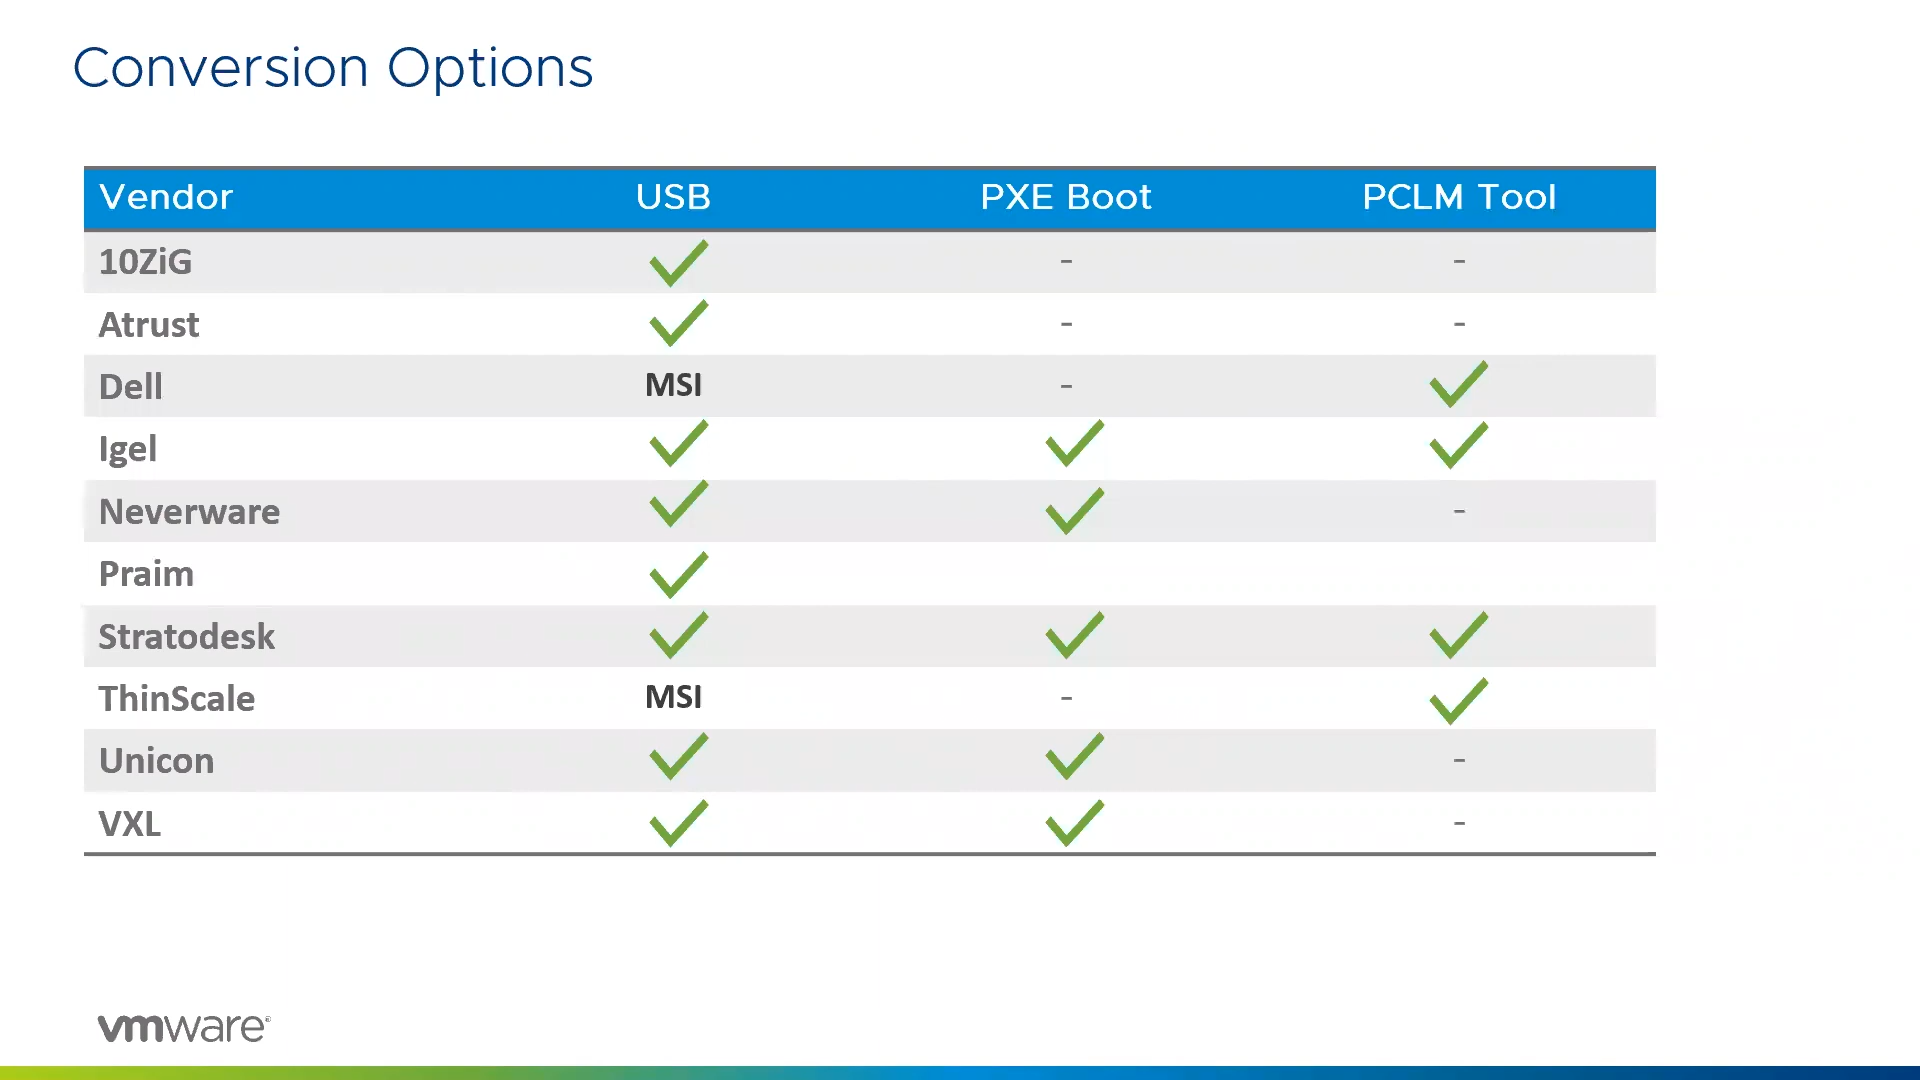 Conversion Options
Vendor USB PXE Boot PCLM Tool
10ZiG ✓ - -
Atrust ✓ - -
Dell MSI - ✓
Igel ✓ ✓ ✓
Neverware ✓ ✓ -
Praim ✓
Stratodesk ✓ ✓ ✓
ThinScale MSI - ✓
Unicon ✓ ✓ -
VXL ✓ ✓ -
vmware®